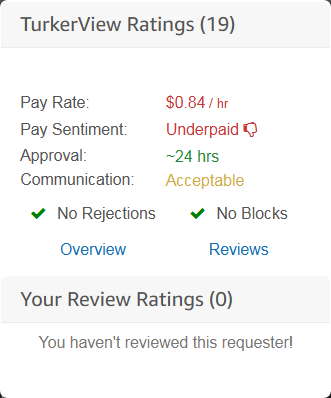 TurkerView Ratings (19)
Pay Rate: $0.84 / hr
Pay Sentiment: Underpaid
Approval: ~24 hrs
Communication: Acceptable
No Rejections No Blocks
Overview Reviews
Your Review Ratings (0)
You haven't reviewed this requester!